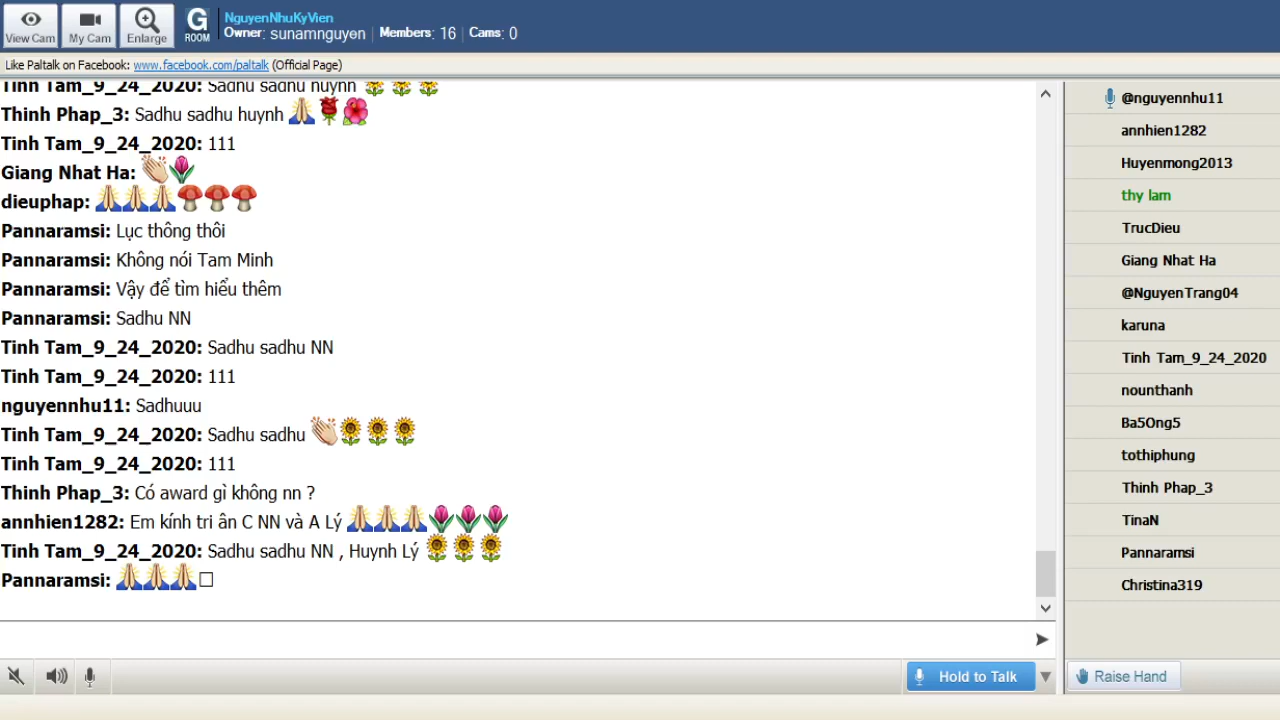 View Cam
My Cam
Enlarge
G
ROOM
NguyenNhuKyVien
Owner: sunamnguyen | Members: 16 | Cams: 0
Like Paltalk on Facebook: www.facebook.com/paltalk (Official Page)
Tinh Tam_9_24_2020: Sadhu sadhu huynh
Thinh Phap_3: Sadhu sadhu huynh
Tinh Tam_9_24_2020: 111
Giang Nhat Ha:
dieuphap:
Pannaramsi: Lục thông thôi
Pannaramsi: Không nói Tam Minh
Pannaramsi: Vậy để tìm hiểu thêm
Pannaramsi: Sadhu NN
Tinh Tam_9_24_2020: Sadhu sadhu NN
Tinh Tam_9_24_2020: 111
nguyennhu11: Sadhuuu
Tinh Tam_9_24_2020: Sadhu sadhu
Tinh Tam_9_24_2020: 111
Thinh Phap_3: Có award gì không nn ?
annhien1282: Em kính tri ân C NN và A Lý
Tinh Tam_9_24_2020: Sadhu sadhu NN , Huynh Lý
Pannaramsi:
@nguyennhu11
annhien1282
Huyenmong2013
thy lam
TrucDieu
Giang Nhat Ha
@NguyenTrang04
karuna
Tinh Tam_9_24_2020
nounthanh
Ba5Ong5
tothiphung
Thinh Phap_3
TinaN
Pannaramsi
Christina319
Hold to Talk
Raise Hand